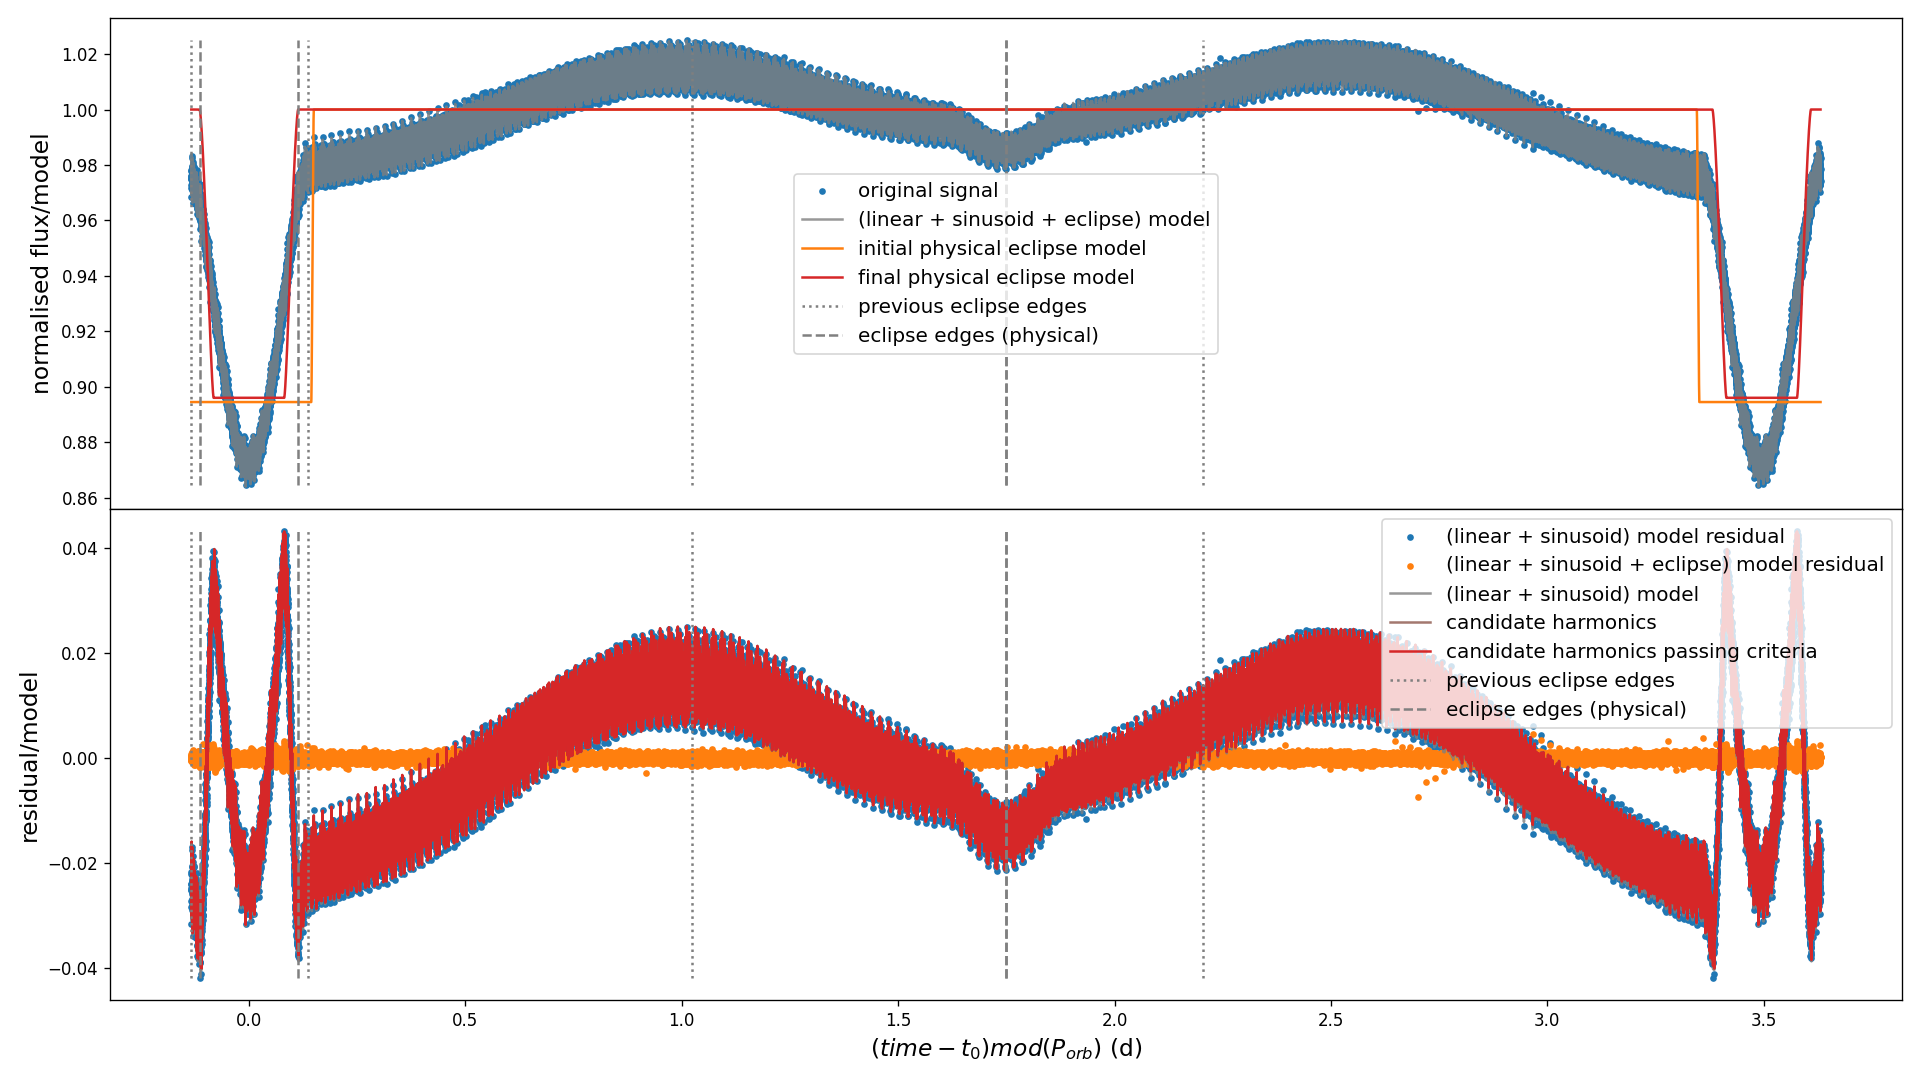 1.02
1.00
0.98
0.96
0.94
0.92
0.90
0.88
0.86
normalised flux/model
original signal
(linear + sinusoid + eclipse) model
initial physical eclipse model
final physical eclipse model
previous eclipse edges
eclipse edges (physical)
0.04
0.02
0.00
−0.02
−0.04
residual/model
(linear + sinusoid) model residual
(linear + sinusoid + eclipse) model residual
(linear + sinusoid) model
candidate harmonics
candidate harmonics passing criteria
previous eclipse edges
eclipse edges (physical)
0.0 0.5 1.0 1.5 2.0 2.5 3.0 3.5
(time − t₀)mod(P_orb) (d)